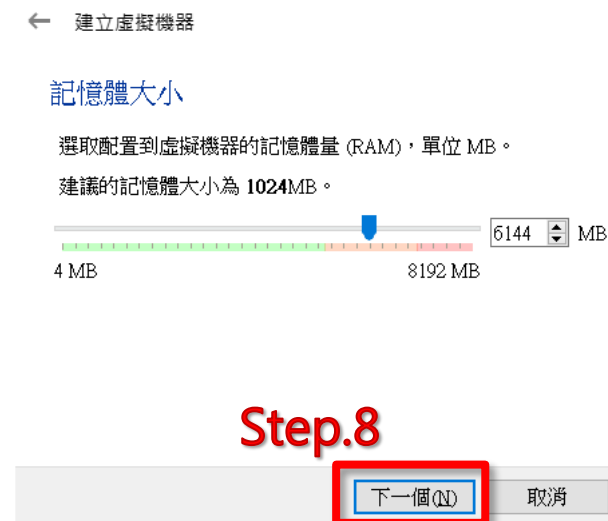 ← 建立虛擬機器
記憶體大小
選取配置到虛擬機器的記憶體量 (RAM)，單位 MB。
建議的記憶體大小為 1024MB。
6144 MB
4 MB 8192 MB
Step.8
下一個(N) 取消